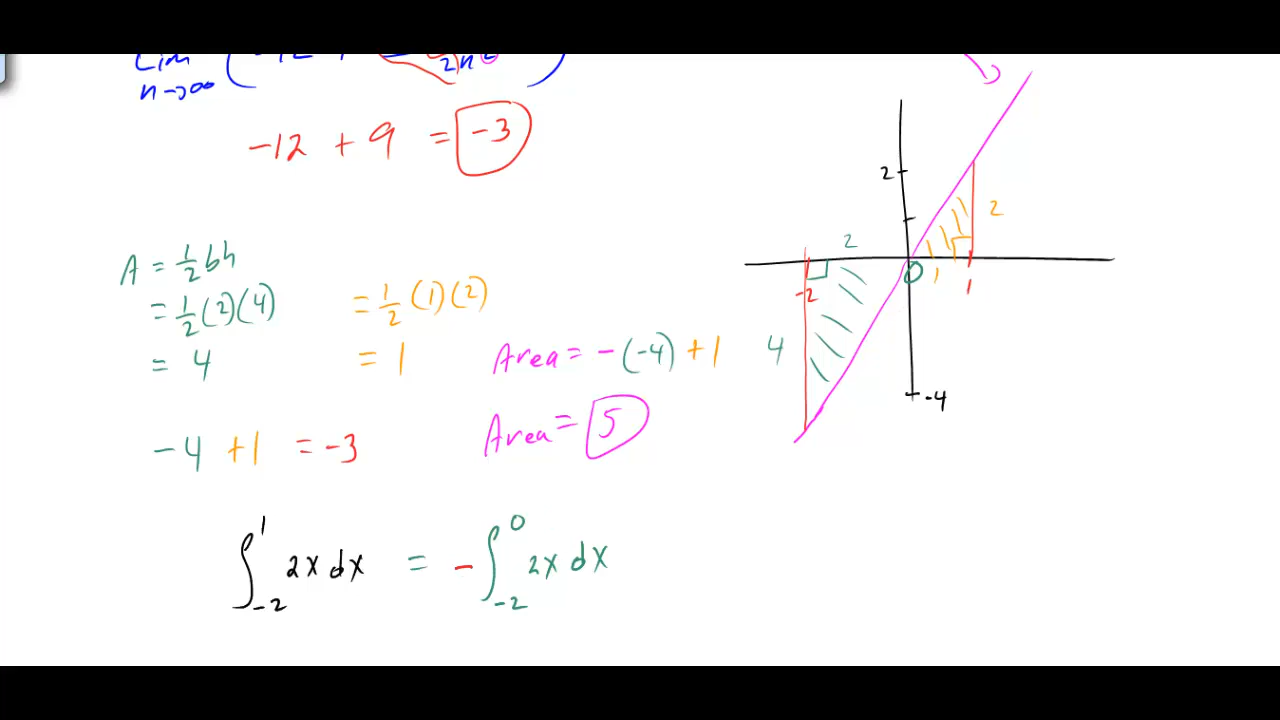 Lim
n→∞
-12 + 9 = -3
A = 1/2 bh
= 1/2 (2)(4)
= 4
= 1/2 (1)(2)
= 1
Area = -(-4) + 1
Area = 5
-4 + 1 = -3
∫_{-2}^{1} 2x dx = -∫_{-2}^{0} 2x dx
2
2
2
0
1
1
-2
4
-4